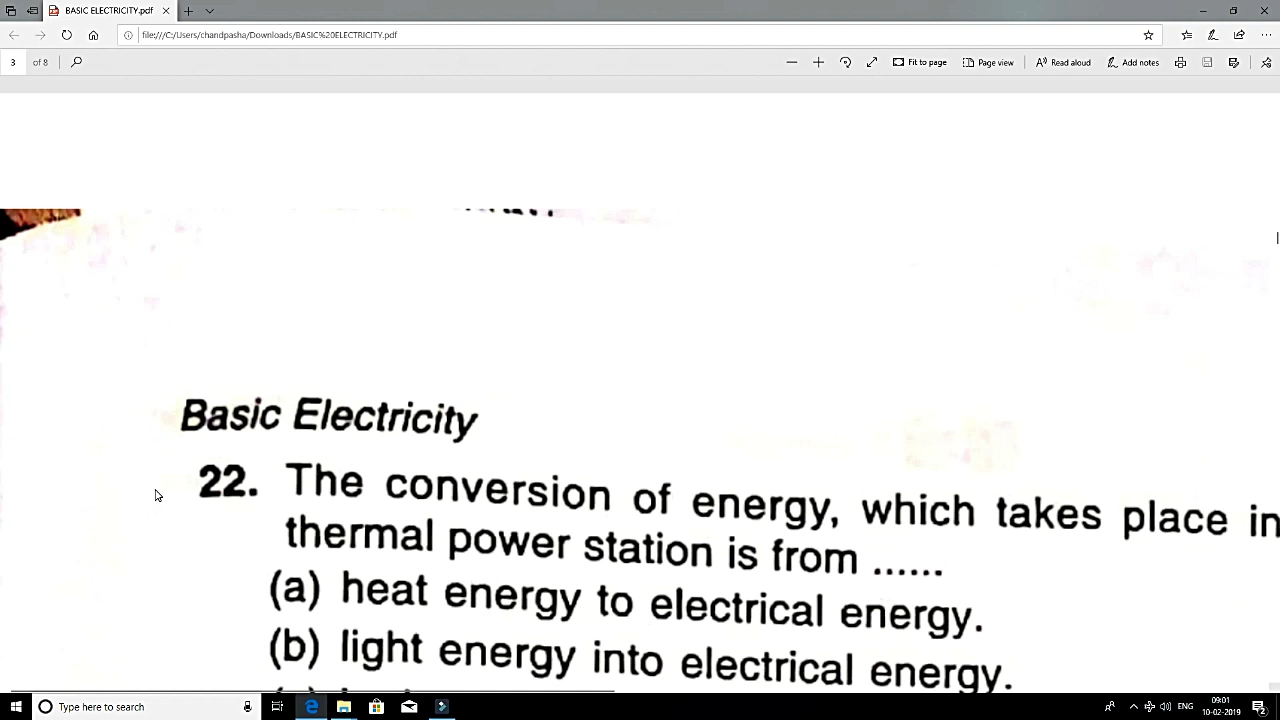 BASIC ELECTRICITY.pdf
file:///C:/Users/chandpasha/Downloads/BASIC%20ELECTRICITY.pdf
3 of 8
Fit to page
Page view
Read aloud
Add notes
Basic Electricity
22. The conversion of energy, which takes place in
thermal power station is from ......
(a) heat energy to electrical energy.
(b) light energy into electrical energy.
Type here to search
ENG
09:01
10-02-2019